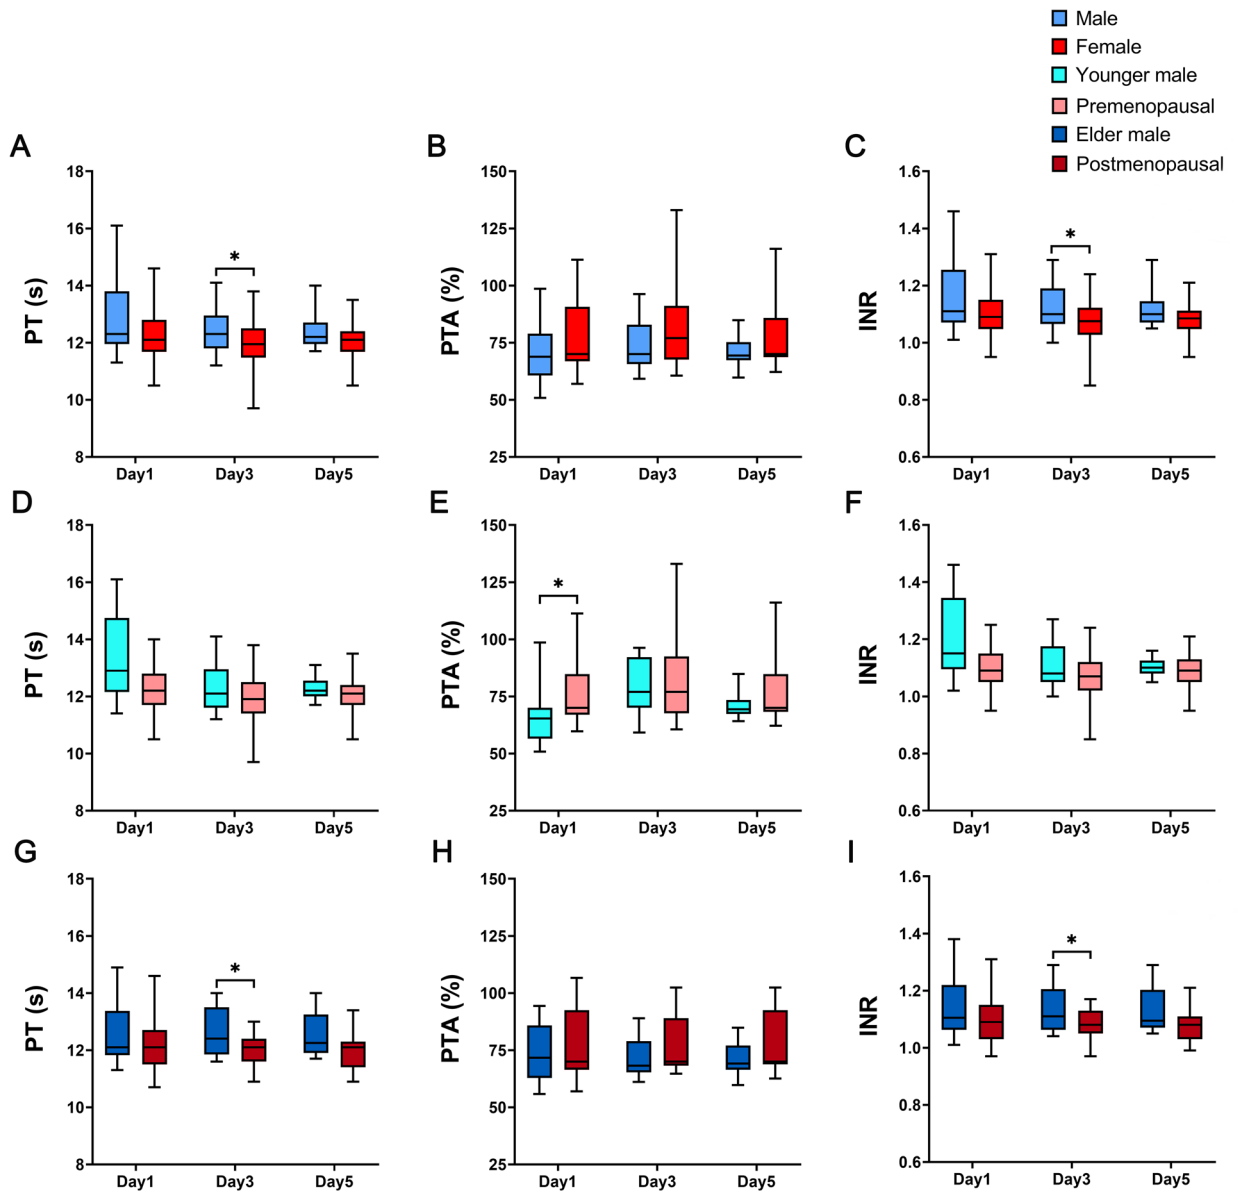 Male
Female
Younger male
Premenopausal
Elder male
Postmenopausal
A
B
C
18
16
14
12
10
8
PT (s)
*
Day1 Day3 Day5
150
125
100
75
50
25
PTA (%)
Day1 Day3 Day5
1.6
1.4
1.2
1.0
0.8
0.6
INR
*
Day1 Day3 Day5
D
E
F
18
16
14
12
10
8
PT (s)
Day1 Day3 Day5
150
125
100
75
50
25
PTA (%)
*
Day1 Day3 Day5
1.6
1.4
1.2
1.0
0.8
0.6
INR
Day1 Day3 Day5
G
H
I
18
16
14
12
10
8
PT (s)
*
Day1 Day3 Day5
150
125
100
75
50
25
PTA (%)
Day1 Day3 Day5
1.6
1.4
1.2
1.0
0.8
0.6
INR
*
Day1 Day3 Day5